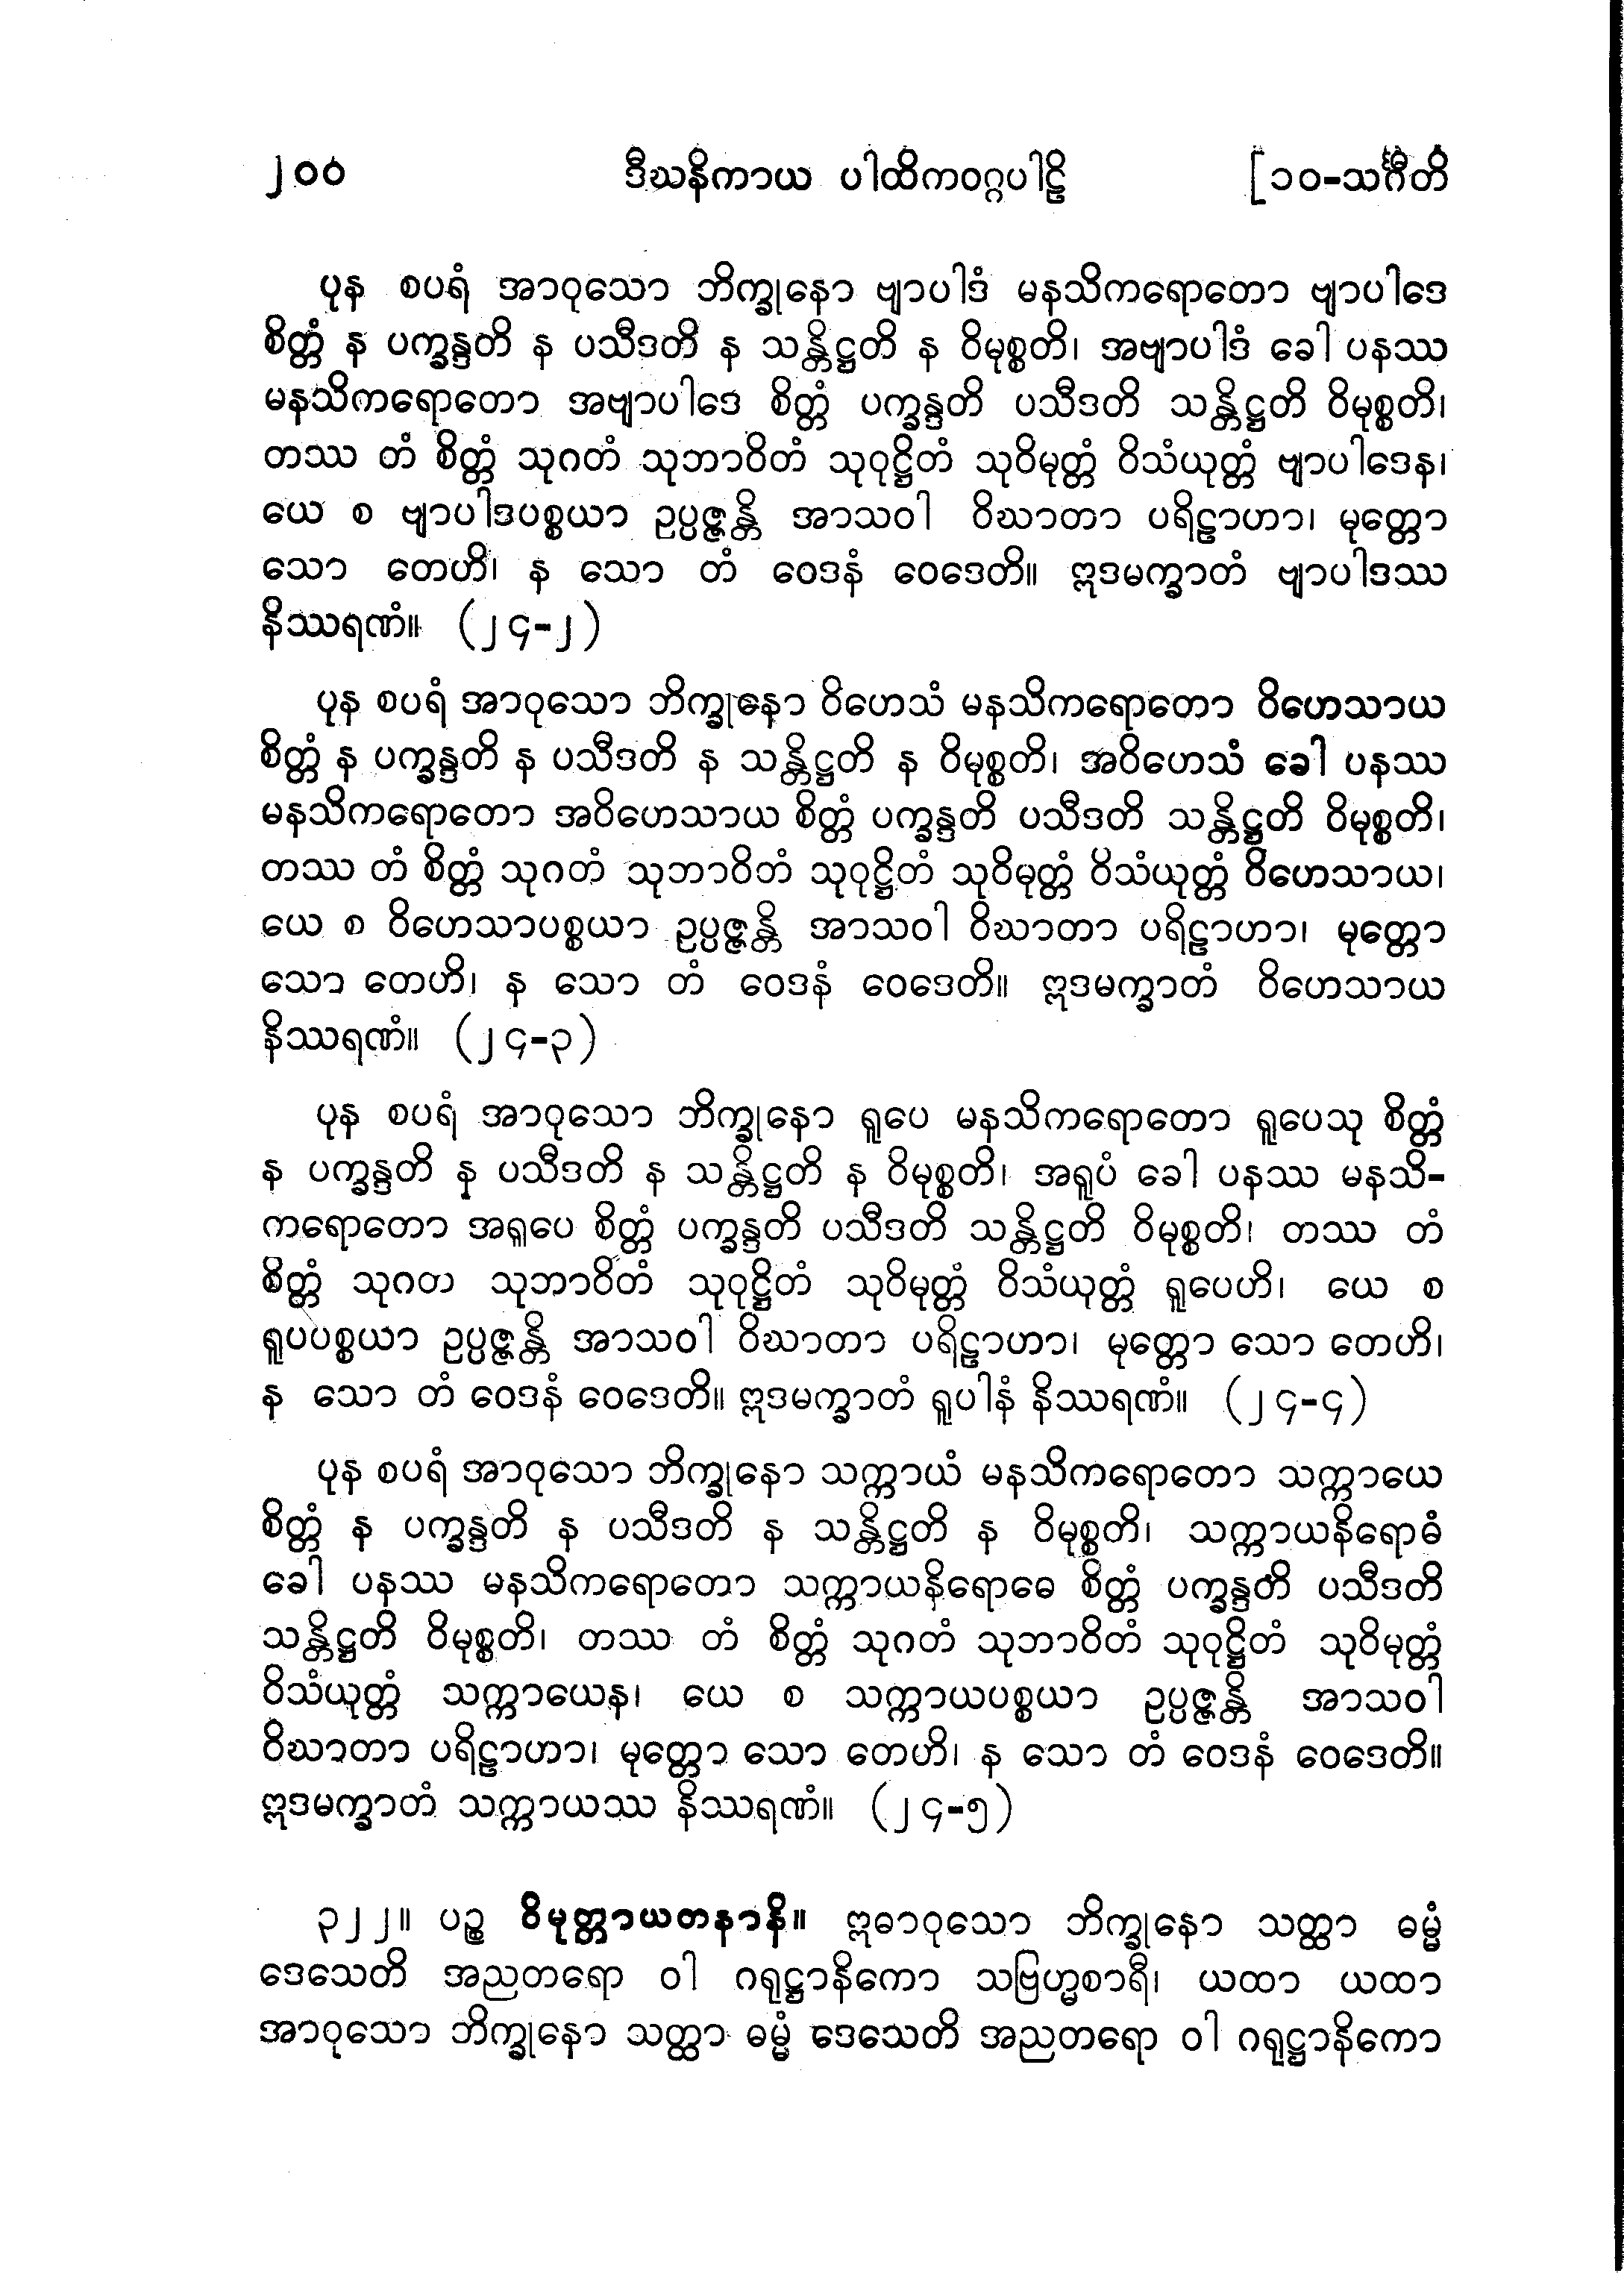 ၂၀၀ ဒီဃနိကာယ ပါထိကဝဂ္ဂပါဠိ [၁၀-သင်္ဂီတိ
ပုန စပရံ အာဝုသော ဘိက္ခုနော ဗျာပါဒံ မနသိကရောတော ဗျာပါဒေ
စိတ္တံ န ပက္ခန္ဒတိ န ပသီဒတိ န သန္တိဋ္ဌတိ န ဝိမုစ္စတိ၊ အဗျာပါဒံ ခေါ ပနဿ
မနသိကရောတော အဗျာပါဒေ စိတ္တံ ပက္ခန္ဒတိ ပသီဒတိ သန္တိဋ္ဌတိ ဝိမုစ္စတိ၊
တဿ တံ စိတ္တံ သုဂတံ သုဘာဝိတံ သုဝုဋ္ဌိတံ သုဝိမုတ္တံ ဝိသံယုတ္တံ ဗျာပါဒေန၊
ယေ စ ဗျာပါဒပစ္စယာ ဥပ္ပဇ္ဇန္တိ အာသဝါ ဝိဃာတာ ပရိဠာဟာ၊ မုတ္တော
သော တေဟိ၊ န သော တံ ဝေဒနံ ဝေဒေတိ။ ဣဒမက္ခာတံ ဗျာပါဒဿ
နိဿရဏံ။ (၂၄-၂)
ပုန စပရံ အာဝုသော ဘိက္ခုနော ဝိဟေသံ မနသိကရောတော ဝိဟေသာယ
စိတ္တံ န ပက္ခန္ဒတိ န ပသီဒတိ န သန္တိဋ္ဌတိ န ဝိမုစ္စတိ၊ အဝိဟေသံ ခေါ ပနဿ
မနသိကရောတော အဝိဟေသာယ စိတ္တံ ပက္ခန္ဒတိ ပသီဒတိ သန္တိဋ္ဌတိ ဝိမုစ္စတိ၊
တဿ တံ စိတ္တံ သုဂတံ သုဘာဝိတံ သုဝုဋ္ဌိတံ သုဝိမုတ္တံ ဝိသံယုတ္တံ ဝိဟေသာယ၊
ယေ စ ဝိဟေသာပစ္စယာ ဥပ္ပဇ္ဇန္တိ အာသဝါ ဝိဃာတာ ပရိဠာဟာ၊ မုတ္တော
သော တေဟိ၊ န သော တံ ဝေဒနံ ဝေဒေတိ။ ဣဒမက္ခာတံ ဝိဟေသာယ
နိဿရဏံ။ (၂၄-၃)
ပုန စပရံ အာဝုသော ဘိက္ခုနော ရူပေ မနသိကရောတော ရူပေသု စိတ္တံ
န ပက္ခန္ဒတိ န ပသီဒတိ န သန္တိဋ္ဌတိ န ဝိမုစ္စတိ၊ အရူပံ ခေါ ပနဿ မနသိ-
ကရောတော အရူပေ စိတ္တံ ပက္ခန္ဒတိ ပသီဒတိ သန္တိဋ္ဌတိ ဝိမုစ္စတိ၊ တဿ တံ
စိတ္တံ သုဂတ သုဘာဝိတံ သုဝုဋ္ဌိတံ သုဝိမုတ္တံ ဝိသံယုတ္တံ ရူပေဟိ၊ ယေ စ
ရူပပစ္စယာ ဥပ္ပဇ္ဇန္တိ အာသဝါ ဝိဃာတာ ပရိဠာဟာ၊ မုတ္တော သော တေဟိ၊
န သော တံ ဝေဒနံ ဝေဒေတိ။ ဣဒမက္ခာတံ ရူပါနံ နိဿရဏံ။ (၂၄-၄)
ပုန စပရံ အာဝုသော ဘိက္ခုနော သက္ကာယံ မနသိကရောတော သက္ကာယေ
စိတ္တံ န ပက္ခန္ဒတိ န ပသီဒတိ န သန္တိဋ္ဌတိ န ဝိမုစ္စတိ၊ သက္ကာယနိရောဓံ
ခေါ ပနဿ မနသိကရောတော သက္ကာယနိရောဓေ စိတ္တံ ပက္ခန္ဒတိ ပသီဒတိ
သန္တိဋ္ဌတိ ဝိမုစ္စတိ၊ တဿ တံ စိတ္တံ သုဂတံ သုဘာဝိတံ သုဝုဋ္ဌိတံ သုဝိမုတ္တံ
ဝိသံယုတ္တံ သက္ကာယေန၊ ယေ စ သက္ကာယပစ္စယာ ဥပ္ပဇ္ဇန္တိ အာသဝါ
ဝိဃာတာ ပရိဠာဟာ၊ မုတ္တော သော တေဟိ၊ န သော တံ ဝေဒနံ ဝေဒေတိ။
ဣဒမက္ခာတံ သက္ကာယဿ နိဿရဏံ။ (၂၄-၅)
၃၂၂။ ပဉ္စ ဝိမုတ္တာယတနာနိ။ ဣဓာဝုသော ဘိက္ခုနော သတ္ထာ ဓမ္မံ
ဒေသေတိ အညတရော ဝါ ဂရုဋ္ဌာနိကော သဗြဟ္မစာရီ၊ ယထာ ယထာ
အာဝုသော ဘိက္ခုနော သတ္ထာ ဓမ္မံ ဒေသေတိ အညတရော ဝါ ဂရုဋ္ဌာနိကော